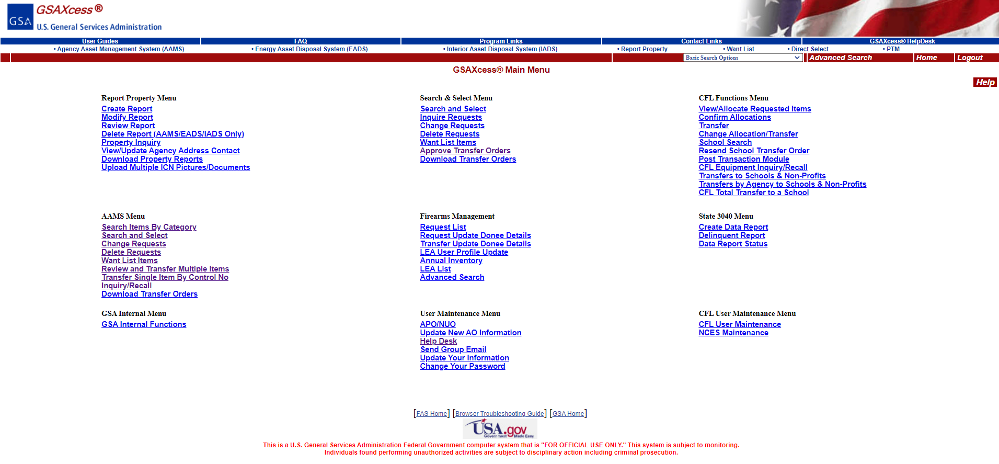 GSAXcess ®
GSA
U.S. General Services Administration
User Guides FAQ Program Links Contact Links GSAXcess® HelpDesk
• Agency Asset Management System (AAMS) • Energy Asset Disposal System (EADS) • Interior Asset Disposal System (IADS) • Report Property • Want List • Direct Select • PTM
Basic Search Options Advanced Search Home Logout
GSAXcess® Main Menu
Help
Report Property Menu
Create Report
Modify Report
Review Report
Delete Report (AAMS/EADS/IADS Only)
Property Inquiry
View/Update Agency Address Contact
Download Property Reports
Upload Multiple ICN Pictures/Documents
Search & Select Menu
Search and Select
Inquire Requests
Change Requests
Delete Requests
Want List Items
Approve Transfer Orders
Download Transfer Orders
CFL Functions Menu
View/Allocate Requested Items
Confirm Allocations
Transfer
Change Allocation/Transfer
School Search
Resend School Transfer Order
Post Transaction Module
CFL Equipment Inquiry/Recall
Transfers to Schools & Non-Profits
Transfers by Agency to Schools & Non-Profits
CFL Total Transfer to a School
AAMS Menu
Search Items By Category
Search and Select
Change Requests
Delete Requests
Want List Items
Review and Transfer Multiple Items
Transfer Single Item By Control No
Inquiry/Recall
Download Transfer Orders
Firearms Management
Request List
Request Update Donee Details
Transfer Update Donee Details
LEA User Profile Update
Annual Inventory
LEA List
Advanced Search
State 3040 Menu
Create Data Report
Delinquent Report
Data Report Status
GSA Internal Menu
GSA Internal Functions
User Maintenance Menu
APO/NUO
Update New AO Information
Help Desk
Send Group Email
Update Your Information
Change Your Password
CFL User Maintenance Menu
CFL User Maintenance
NCES Maintenance
[FAS Home] [Browser Troubleshooting Guide] [GSA Home]
USA.gov
Government Made Easy
This is a U.S. General Services Administration Federal Government computer system that is "FOR OFFICIAL USE ONLY." This system is subject to monitoring.
Individuals found performing unauthorized activities are subject to disciplinary action including criminal prosecution.